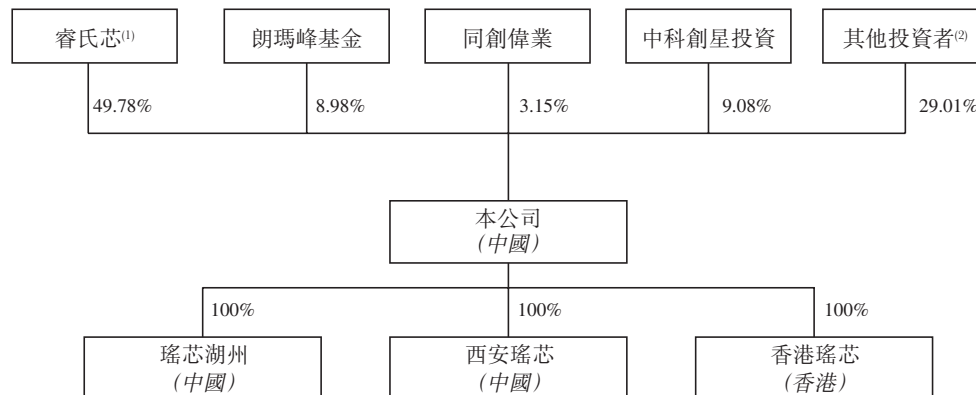 睿氏芯(1)
朗瑪峰基金
同創偉業
中科創星投資
其他投資者(2)
49.78%
8.98%
3.15%
9.08%
29.01%
本公司
(中國)
100%
100%
100%
瑤芯湖州
(中國)
西安瑤芯
(中國)
香港瑤芯
(香港)